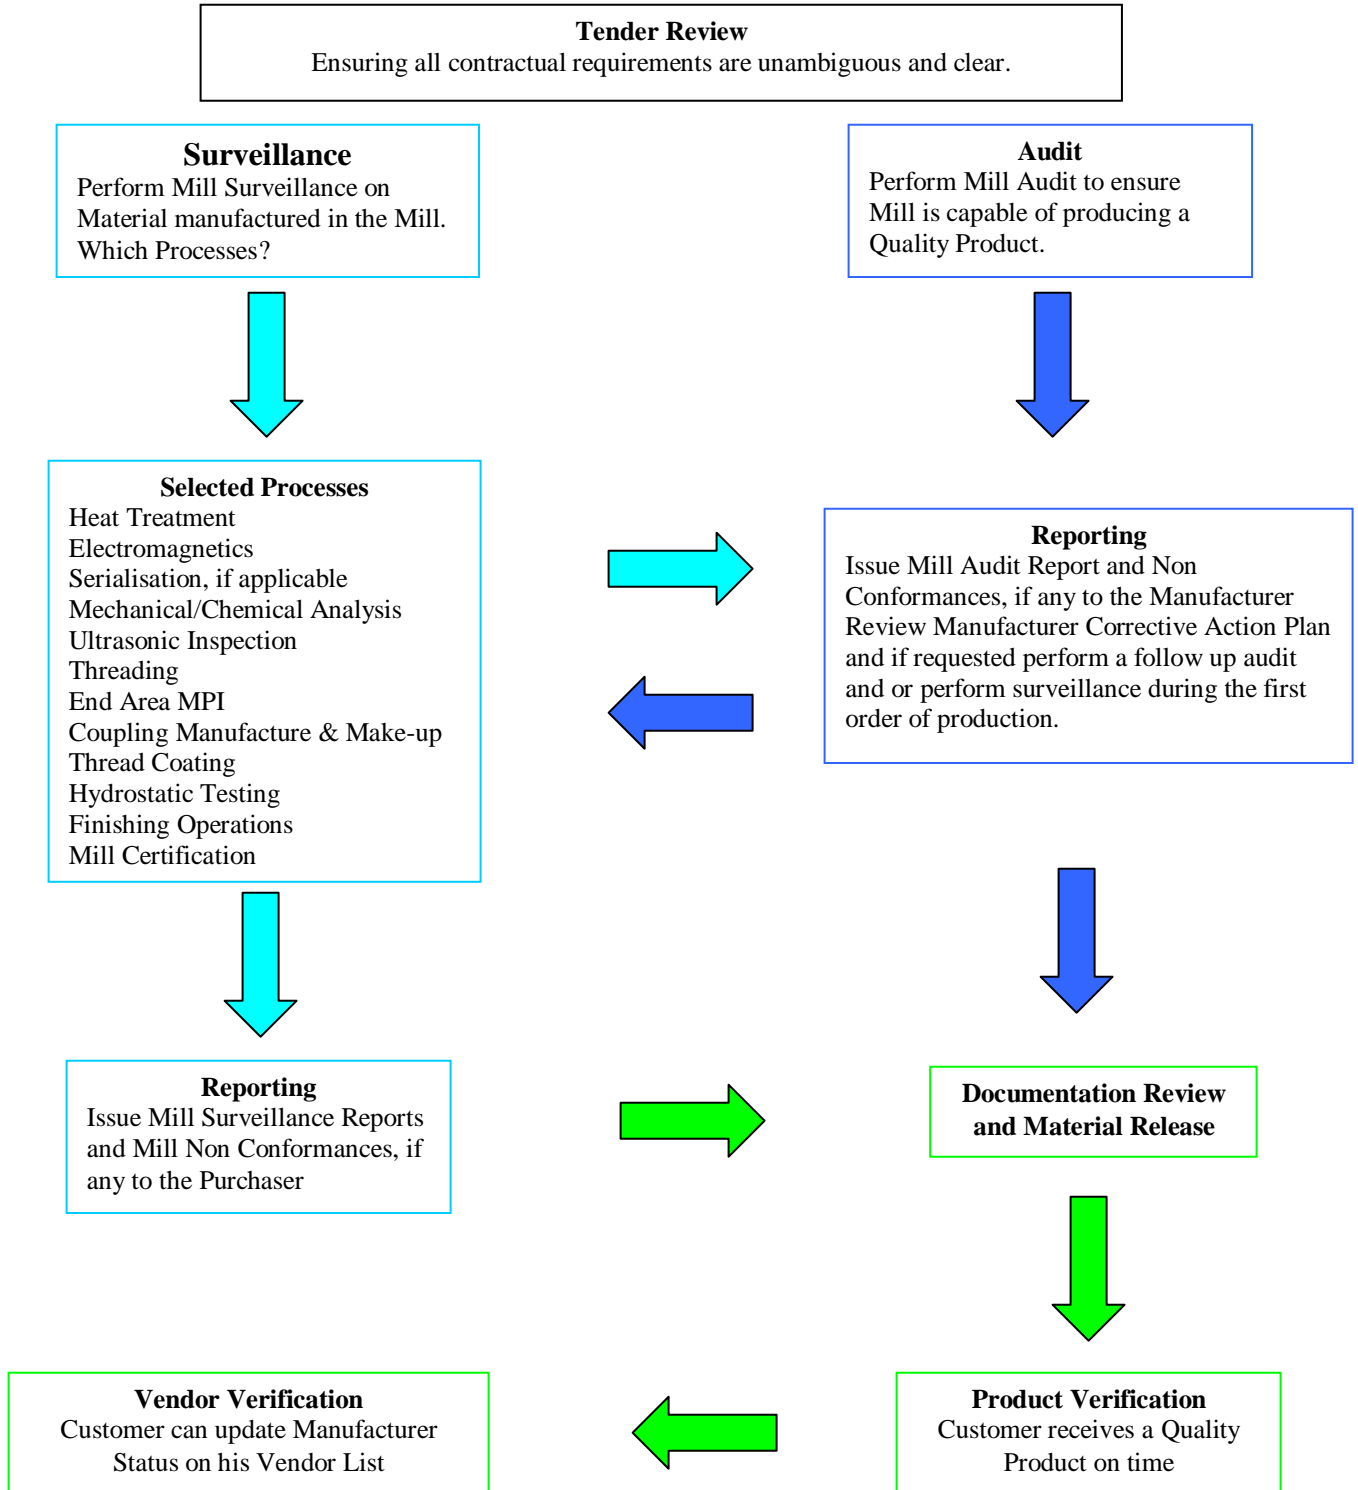 Tender Review
Ensuring all contractual requirements are unambiguous and clear.
Surveillance
Perform Mill Surveillance on
Material manufactured in the Mill.
Which Processes?
Audit
Perform Mill Audit to ensure
Mill is capable of producing a
Quality Product.
Selected Processes
Heat Treatment
Electromagnetics
Serialisation, if applicable
Mechanical/Chemical Analysis
Ultrasonic Inspection
Threading
End Area MPI
Coupling Manufacture & Make-up
Thread Coating
Hydrostatic Testing
Finishing Operations
Mill Certification
Reporting
Issue Mill Audit Report and Non
Conformances, if any to the Manufacturer
Review Manufacturer Corrective Action Plan
and if requested perform a follow up audit
and or perform surveillance during the first
order of production.
Reporting
Issue Mill Surveillance Reports
and Mill Non Conformances, if
any to the Purchaser
Documentation Review
and Material Release
Vendor Verification
Customer can update Manufacturer
Status on his Vendor List
Product Verification
Customer receives a Quality
Product on time